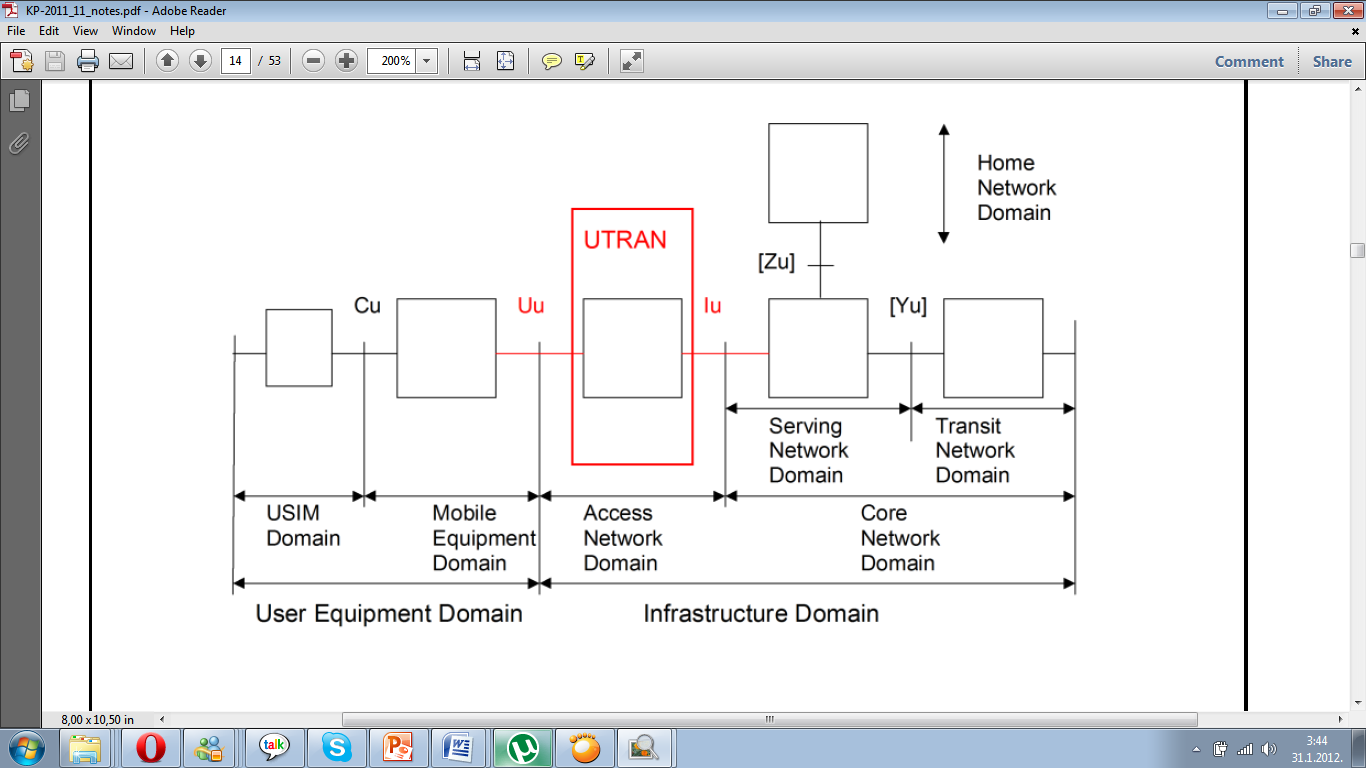 KP-2011_11_notes.pdf - Adobe Reader
File Edit View Window Help
14 / 53 200% Comment Share
Home
Network
Domain
UTRAN
[Zu]
Cu Uu Iu [Yu]
Serving
Network
Domain
Transit
Network
Domain
USIM
Domain
Mobile
Equipment
Domain
Access
Network
Domain
Core
Network
Domain
User Equipment Domain
Infrastructure Domain
8,00 x 10,50 in
talk
3:44
31.1.2012.